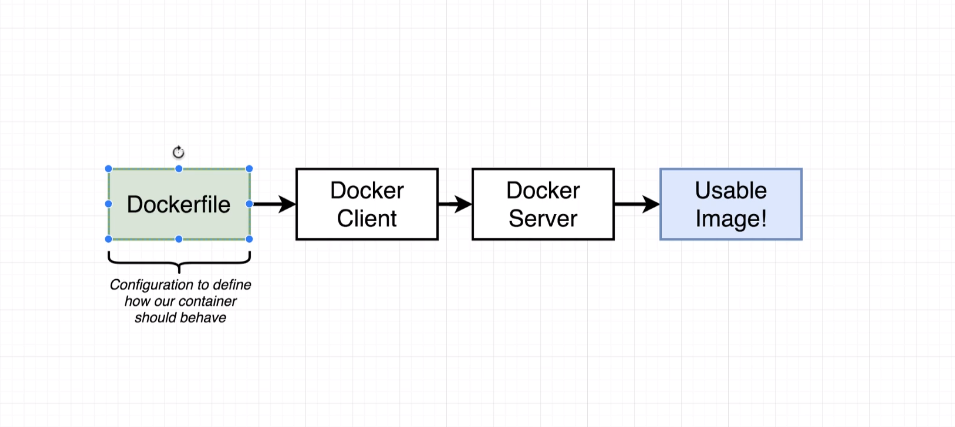 Dockerfile
Docker
Client
Docker
Server
Usable
Image!
Configuration to define
how our container
should behave